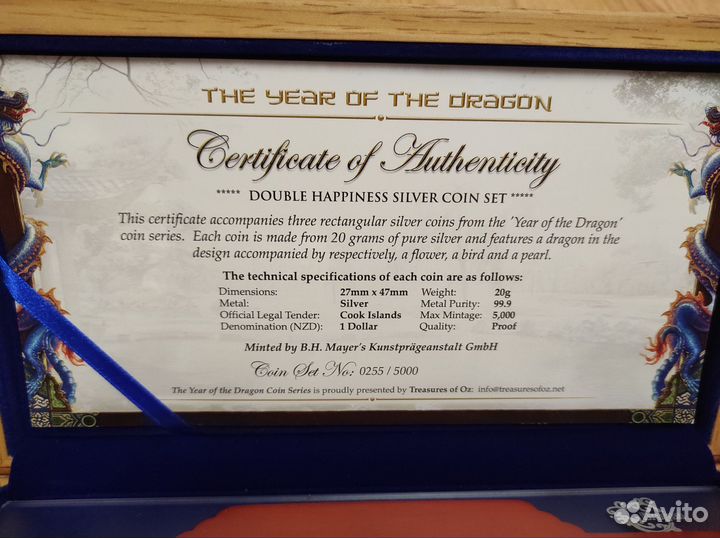 THE YEAR OF THE DRAGON
Certificate of Authenticity
***** DOUBLE HAPPINESS SILVER COIN SET *****
This certificate accompanies three rectangular silver coins from the 'Year of the Dragon'
coin series. Each coin is made from 20 grams of pure silver and features a dragon in the
design accompanied by respectively, a flower, a bird and a pearl.
The technical specifications of each coin are as follows:
Dimensions: 27mm x 47mm Weight: 20g
Metal: Silver Metal Purity: 99.9
Official Legal Tender: Cook Islands Max Mintage: 5,000
Denomination (NZD): 1 Dollar Quality: Proof
Minted by B.H. Mayer's Kunstprägeanstalt GmbH
Coin Set No: 0255 / 5000
The Year of the Dragon Coin Series is proudly presented by Treasures of Oz: info@treasuresofoz.net
Avito